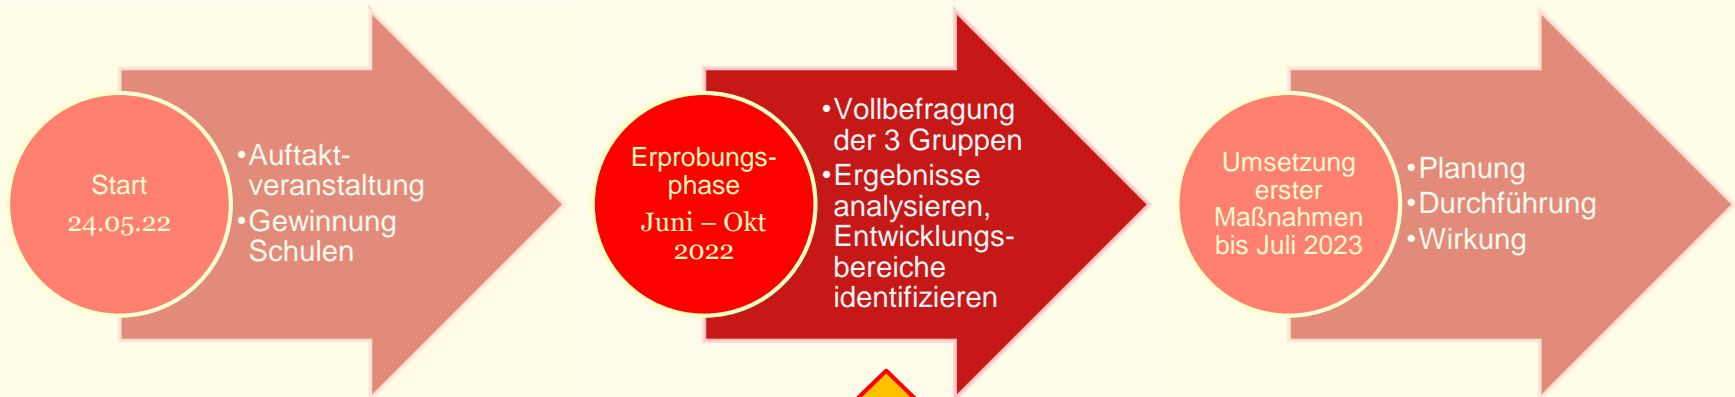 Start
24.05.22
•Auftakt-
veranstaltung
•Gewinnung
Schulen
Erprobungs-
phase
Juni – Okt
2022
•Vollbefragung
der 3 Gruppen
•Ergebnisse
analysieren,
Entwicklungs-
bereiche
identifizieren
Umsetzung
erster
Maßnahmen
bis Juli 2023
•Planung
•Durchführung
•Wirkung